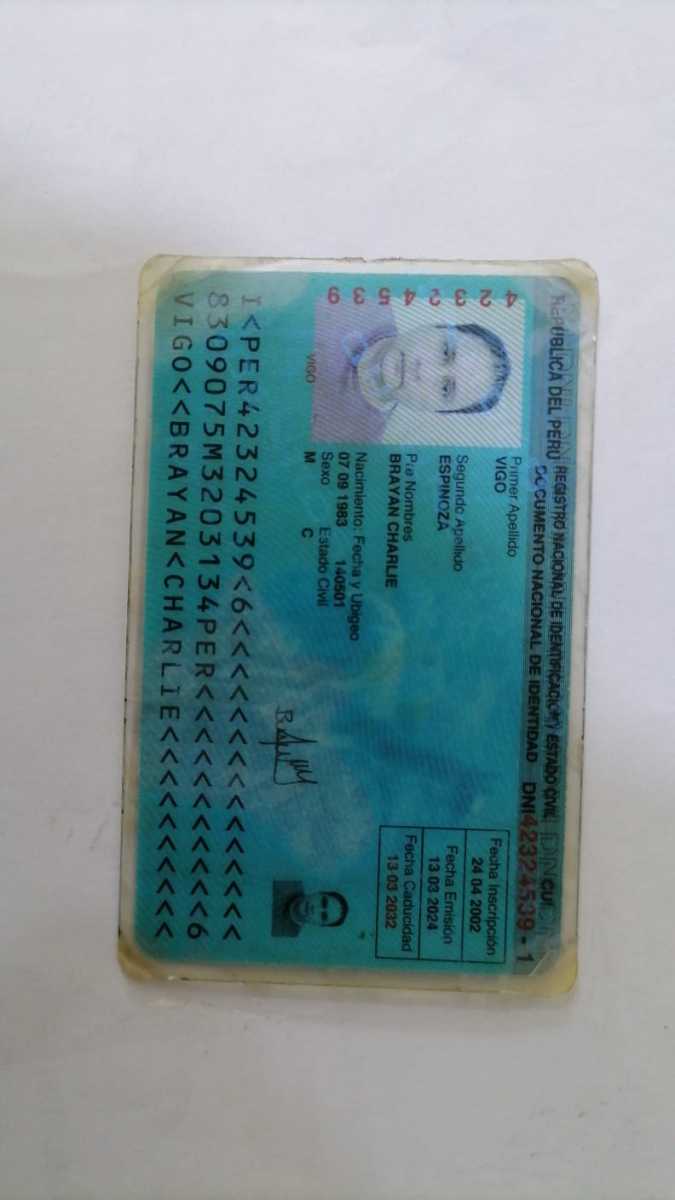 REPUBLICA DEL PERU REGISTRO NACIONAL DE IDENTIFICACION Y ESTADO CIVIL
DOCUMENTO NACIONAL DE IDENTIDAD DNI 42324539 - 1
CUI
42324539
VIGO
Primer Apellido
VIGO
Segundo Apellido
ESPINOZA
Pre Nombres
BRAYAN CHARLIE
Nacimiento: Fecha y Ubigeo
07 09 1983 140501
Sexo Estado Civil
M C
Fecha Inscripción
24 04 2002
Fecha Emisión
13 03 2024
Fecha Caducidad
13 03 2032
I<PER42324539<6<<<<<<<<<<<<<<<
8309075M3203134PER<<<<<<<<<<<6
VIGO<<BRAYAN<CHARLIE<<<<<<<<<<